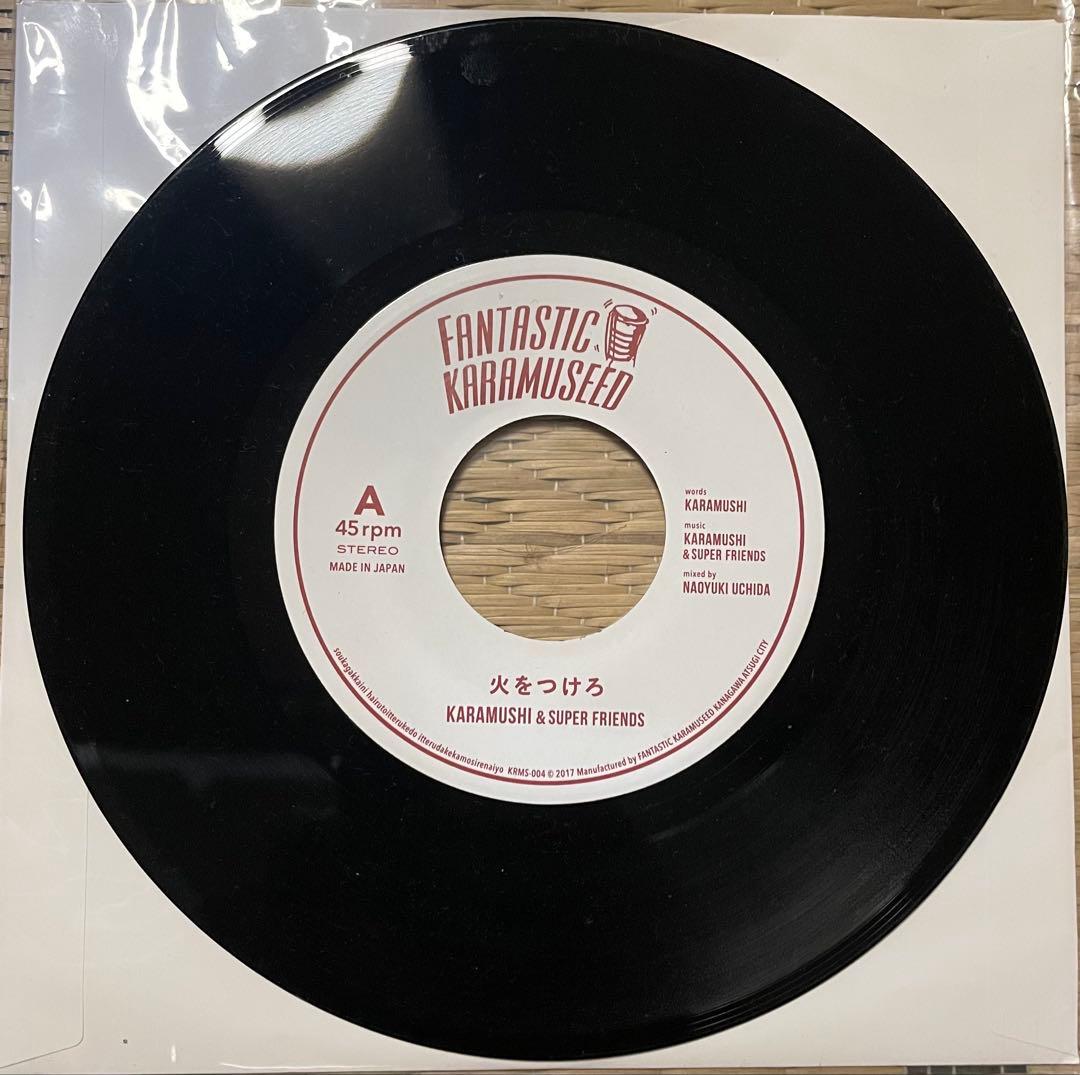 FANTASTIC
KARAMUSEED
A
45rpm
STEREO
MADE IN JAPAN
words
KARAMUSHI
music
KARAMUSHI
& SUPER FRIENDS
mixed by
NAOYUKI UCHIDA
火をつけろ
KARAMUSHI & SUPER FRIENDS
soukagakkaini hairutoitterukedo itterudakekamosirenaiyo KRMS-004 © 2017 Manufactured by FANTASTIC KARAMUSEED KANAGAWA ATSUGI CITY